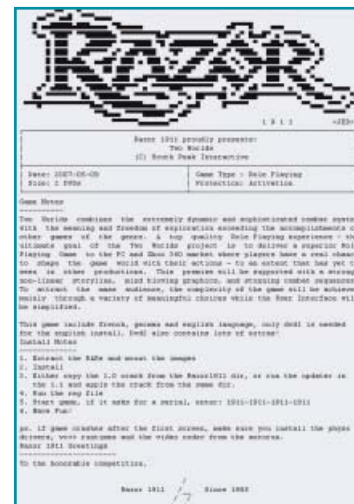 RAZOR
1911
Razor 1911 proudly presents:
Two Worlds
(C) Reality Pump Interactive
Date: 2007-05-09 Game Type : Role Playing
Size: 2 DVDs Protection: Activation
Game Notes
Two Worlds combines the extremely dynamic and sophisticated combat syste
with the meaning and freedom of exploration exceeding the accomplishments o
other games of the genre. A top quality Role Playing experience - th
ultimate goal of the Two Worlds project is to deliver a superior Rol
Playing Game to the PC and Xbox 360 market where players have a real chanc
to shape the game world with their actions - to an extent that has yet t
seen in other productions. This premise will be supported with a strong
non-linear storyline, mind blowing graphics, and stunning combat sequences
To attract the mass audience, the complexity of the game will be achieve
mainly through a variety of meaningful choices while the User Interface wil
be simplified.
This game include french, german and english language, only dvd1 is needed
for the english install. Dvd2 also contains lots of extras!
Install Notes
1. Extract the RARs and mount the images
2. Install
3. Either copy the 1.0 crack from the Razor1911 dir, or run the updater in
the 1.1 and apply the crack from the same dir.
4. Run the reg file
5. Start game, if it asks for a serial, enter: 1911-1911-1911-1911
6. Have Fun!
ps. if game crashes after the first screen, make sure you install the physx
drivers, runtimes and the video codec from the autorun.
Razor 1911 Greetings
To the honorable competition.
Razor 1911 Since 1985